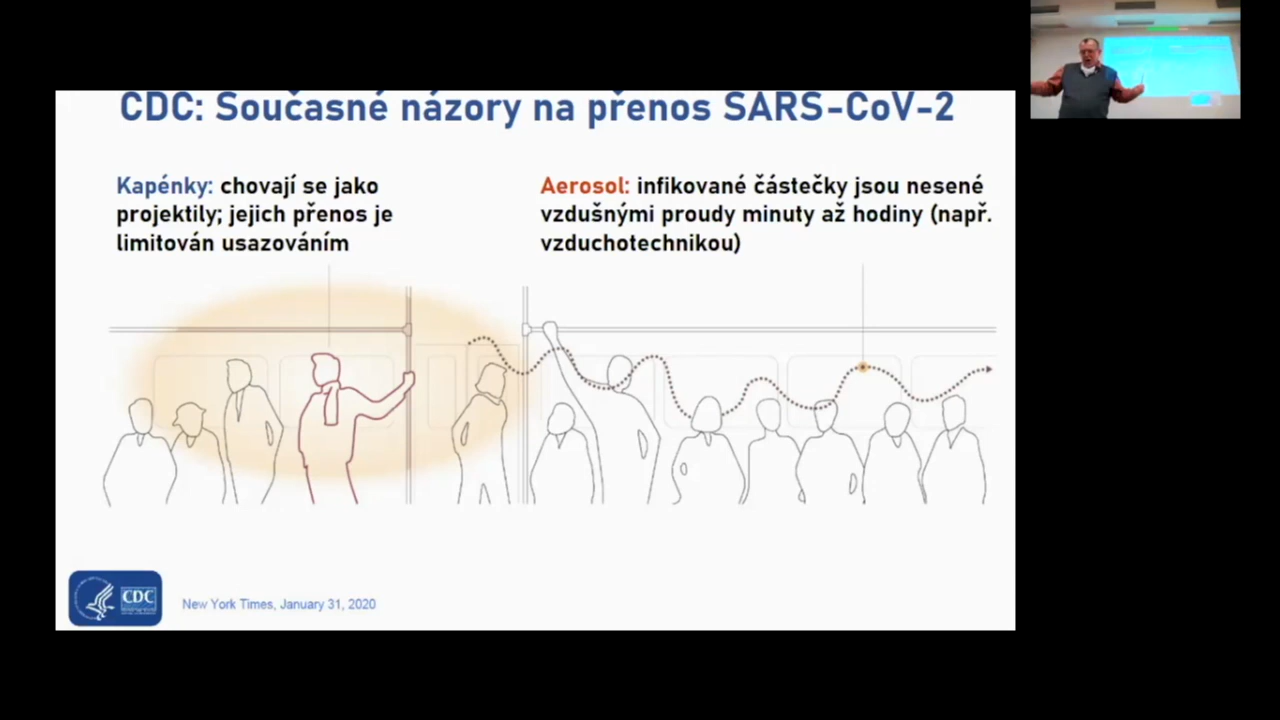 CDC: Současné názory na přenos SARS-CoV-2
Kapénky: chovají se jako
projektily; jejich přenos je
limitován usazováním
Aerosol: infikované částečky jsou nesené
vzdušnými proudy minuty až hodiny (např.
vzduchotechnikou)
CDC
New York Times, January 31, 2020